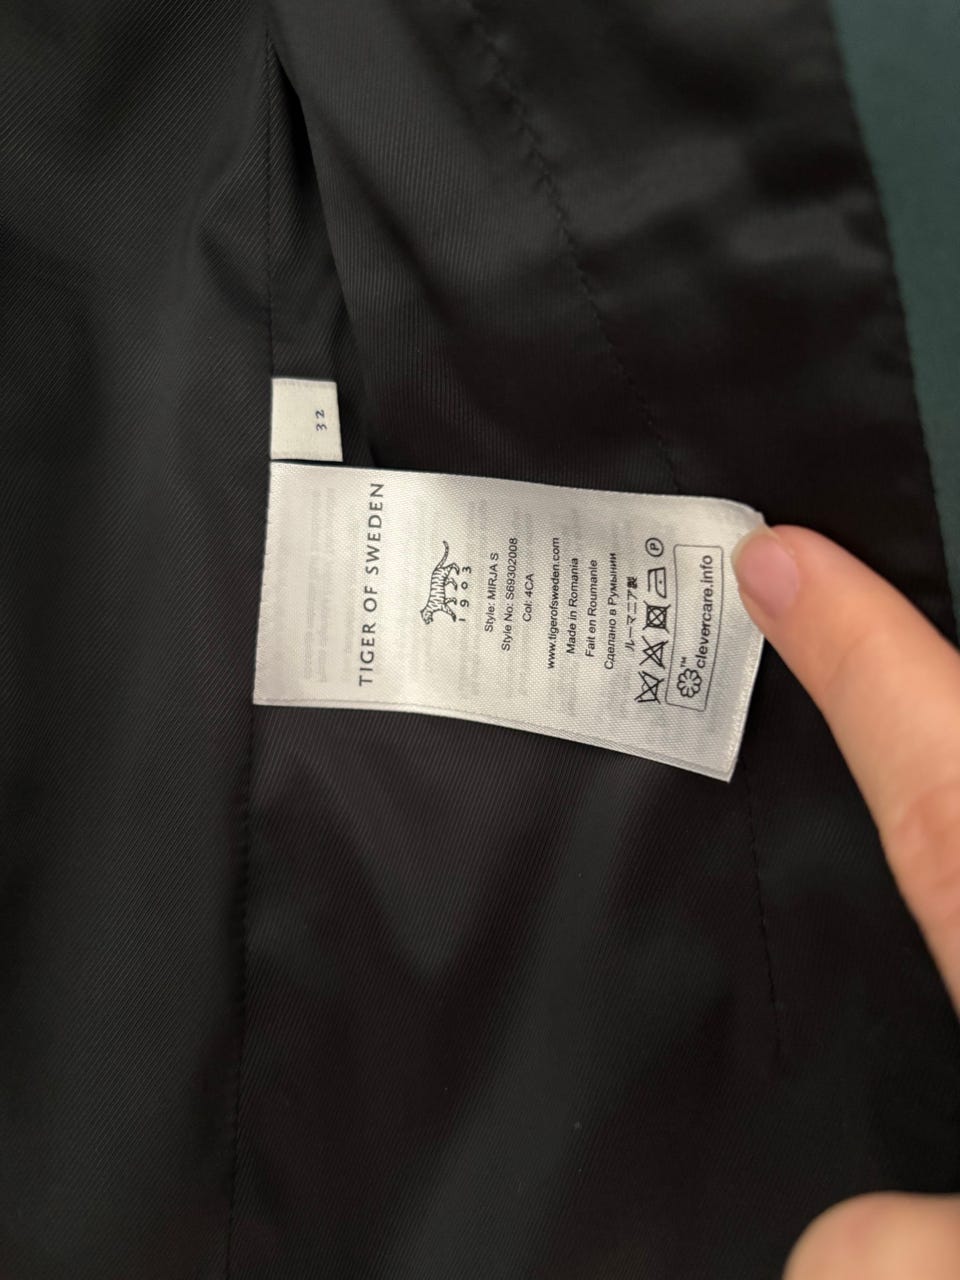 32
TIGER OF SWEDEN
1903
Style: MIRJA S
Style No: S69302008
Col: 4CA
www.tigerofsweden.com
Made in Romania
Fait en Roumanie
Сделано в Румынии
ルーマニア製
P
clevercare.info™